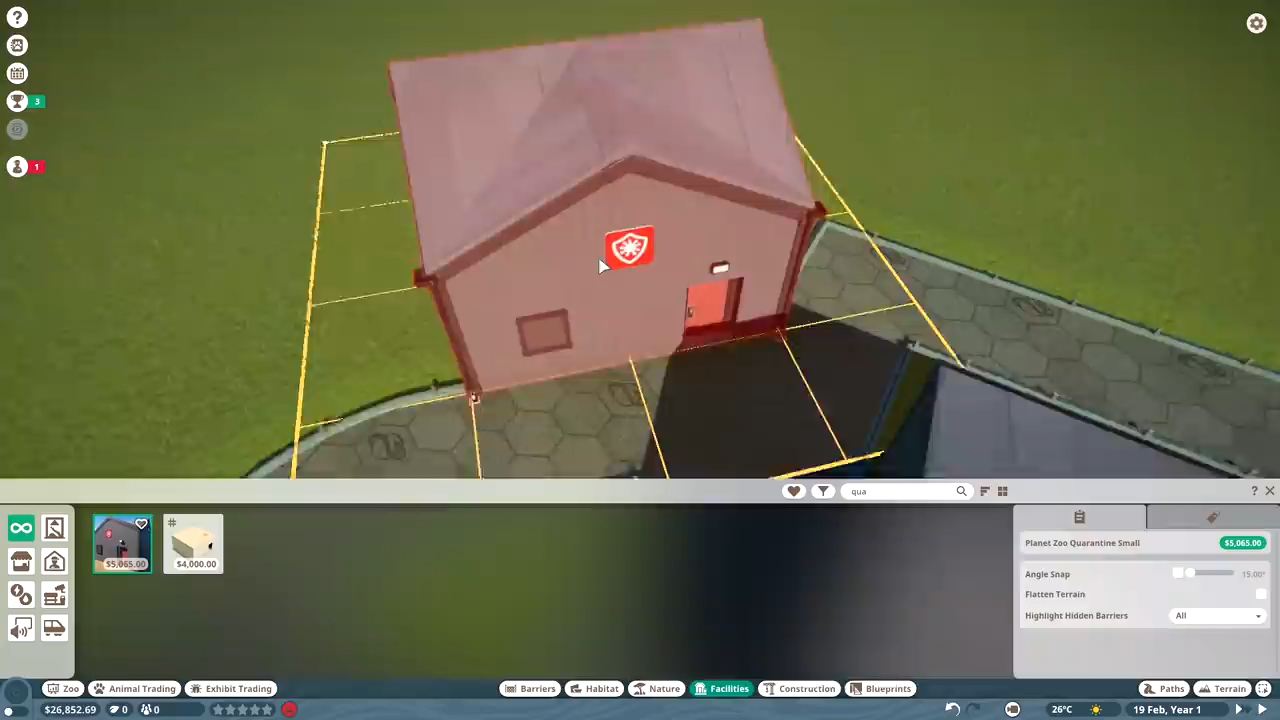 ?
3
1
qua
?
$5,065.00
#
$4,000.00
Planet Zoo Quarantine Small
$5,065.00
Angle Snap
15.00°
Flatten Terrain
Highlight Hidden Barriers
All
Zoo
Animal Trading
Exhibit Trading
Barriers
Habitat
Nature
Facilities
Construction
Blueprints
Paths
Terrain
$26,852.69
0
0
26°C
19 Feb, Year 1